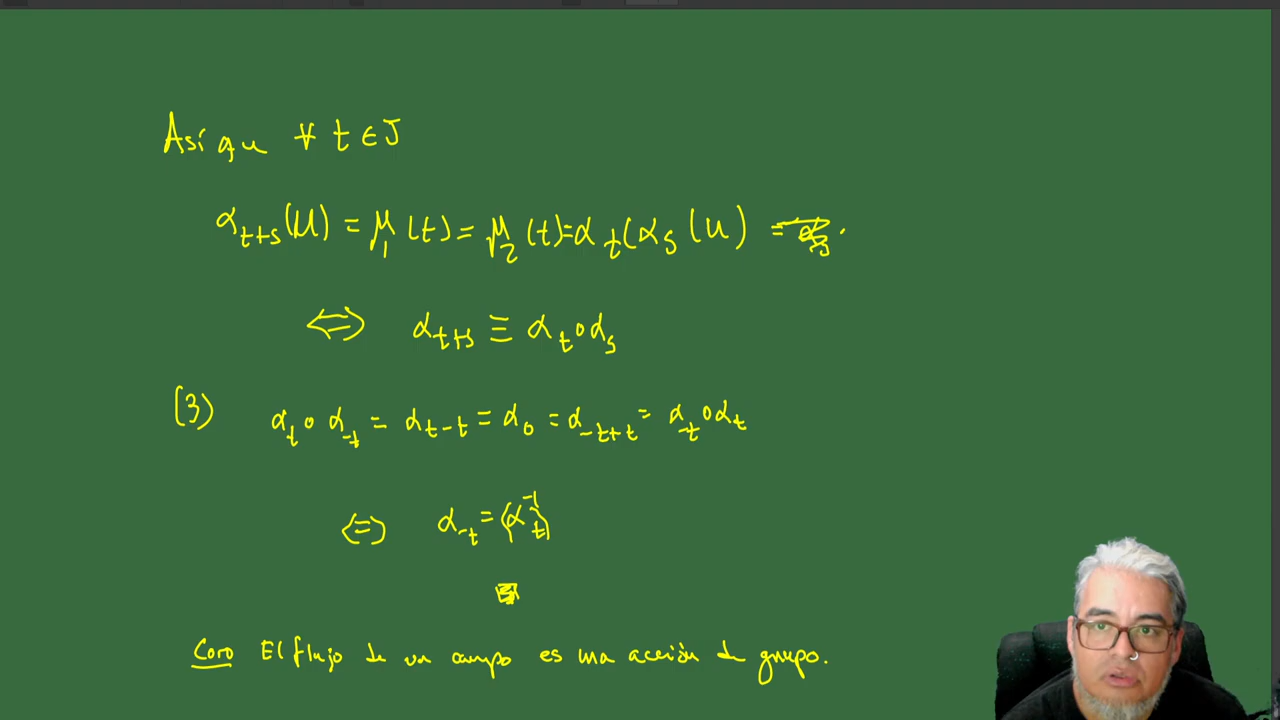 Así que ∀ t ∈ J
α_{t+s}(u) = μ_1(t) = μ_2(t) = α_t(α_s(u)
⇔ α_{t+s} ≡ α_t ∘ α_s
(3) α_t ∘ α_{-t} = α_{t-t} = α_0 = α_{-t+t} = α_{-t} ∘ α_t
⇔ α_{-t} = (α_t^{-1})
Coro El flujo de un campo es una acción de grupo.